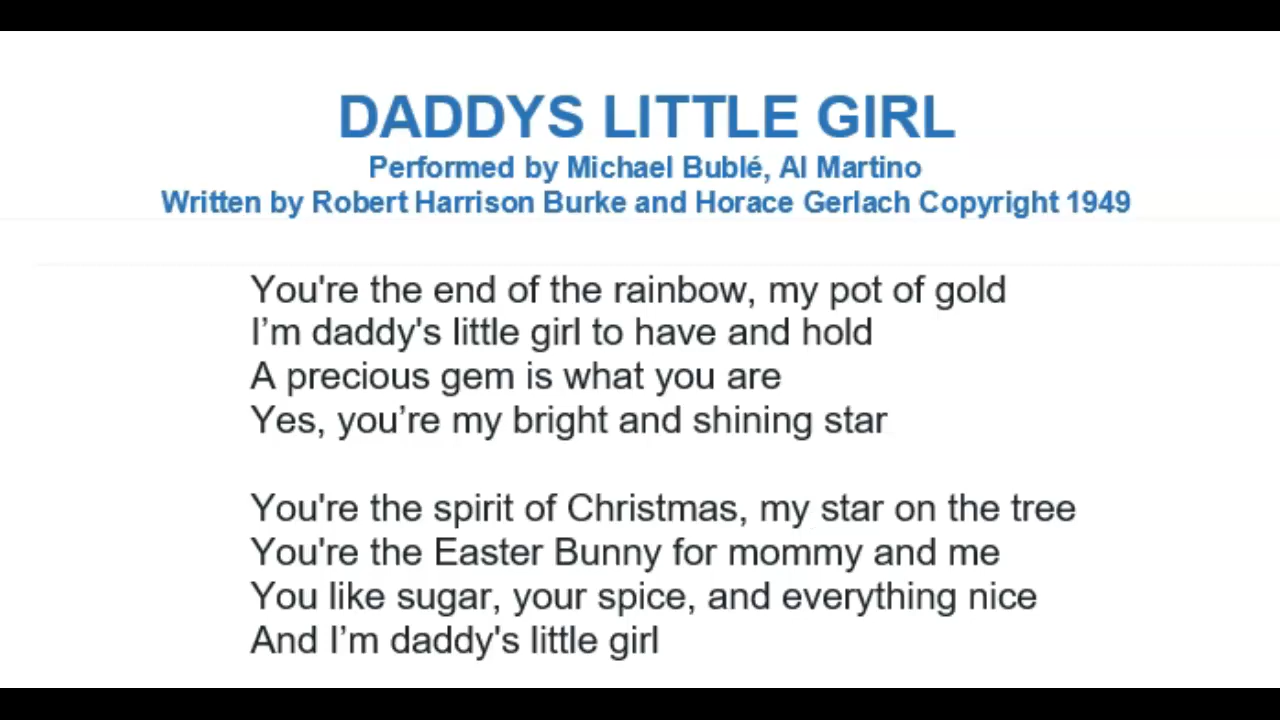 DADDYS LITTLE GIRL
Performed by Michael Bublé, Al Martino
Written by Robert Harrison Burke and Horace Gerlach Copyright 1949
You're the end of the rainbow, my pot of gold
I’m daddy's little girl to have and hold
A precious gem is what you are
Yes, you’re my bright and shining star
You're the spirit of Christmas, my star on the tree
You're the Easter Bunny for mommy and me
You like sugar, your spice, and everything nice
And I’m daddy's little girl